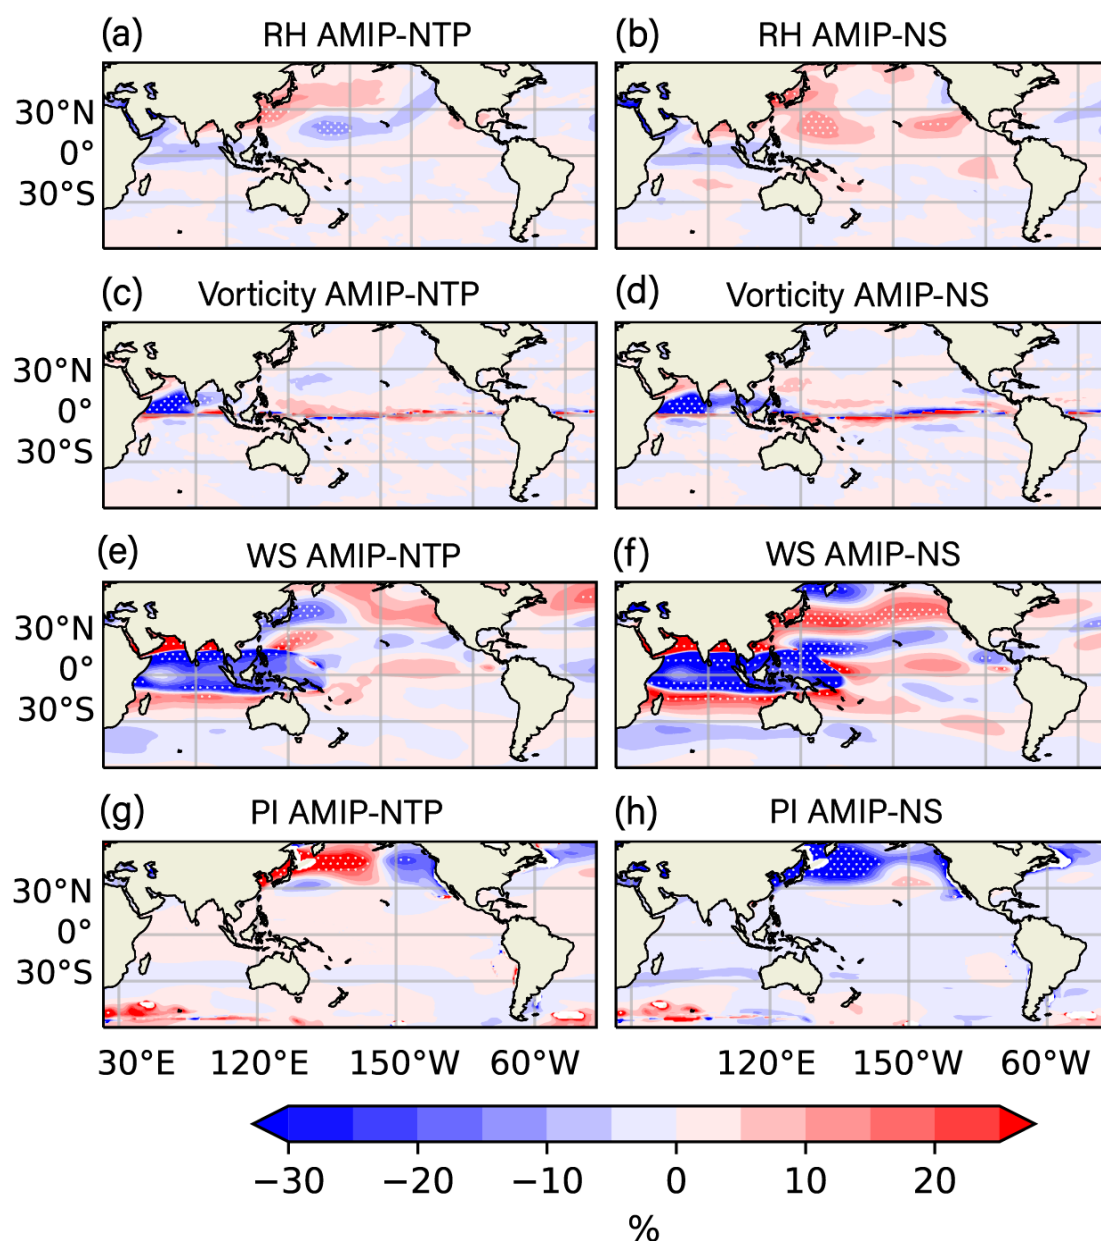 (a) RH AMIP-NTP
(b) RH AMIP-NS
30°N
0°
30°S
(c) Vorticity AMIP-NTP
(d) Vorticity AMIP-NS
30°N
0°
30°S
(e) WS AMIP-NTP
(f) WS AMIP-NS
30°N
0°
30°S
(g) PI AMIP-NTP
(h) PI AMIP-NS
30°N
0°
30°S
30°E 120°E 150°W 60°W 120°E 150°W 60°W
−30 −20 −10 0 10 20
%